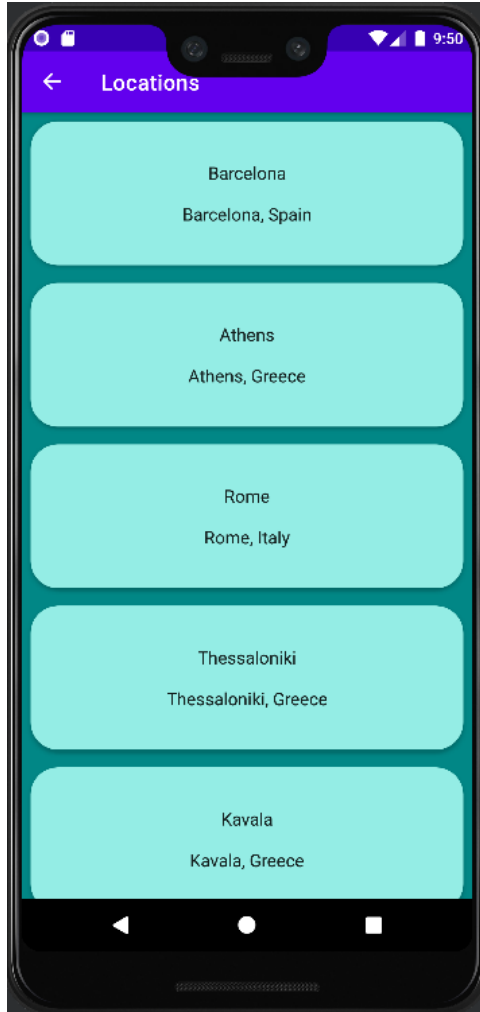 9:50
Locations
Barcelona
Barcelona, Spain
Athens
Athens, Greece
Rome
Rome, Italy
Thessaloniki
Thessaloniki, Greece
Kavala
Kavala, Greece